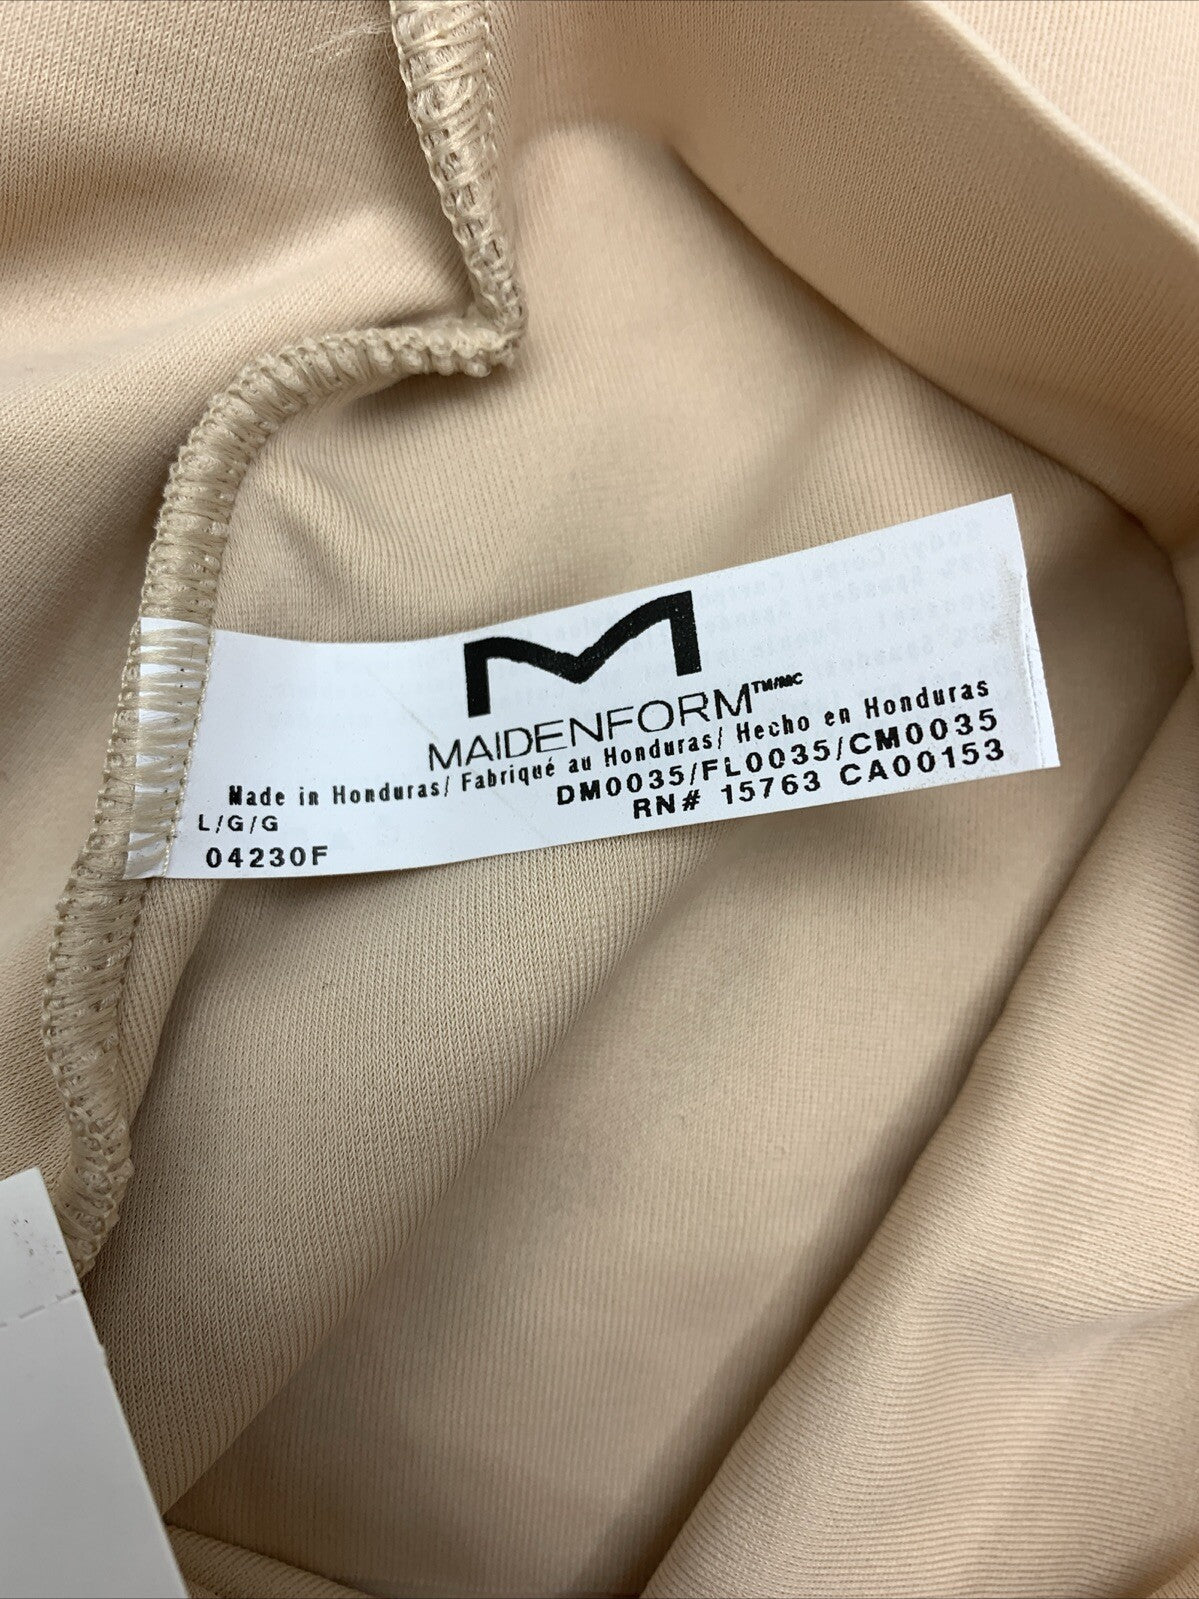 M
MAIDENFORM™/MC
Made in Honduras/ Fabriqué au Honduras/ Hecho en Honduras
DM0035/FL0035/CM0035
RN# 15763 CA00153
L/G/G
04230F